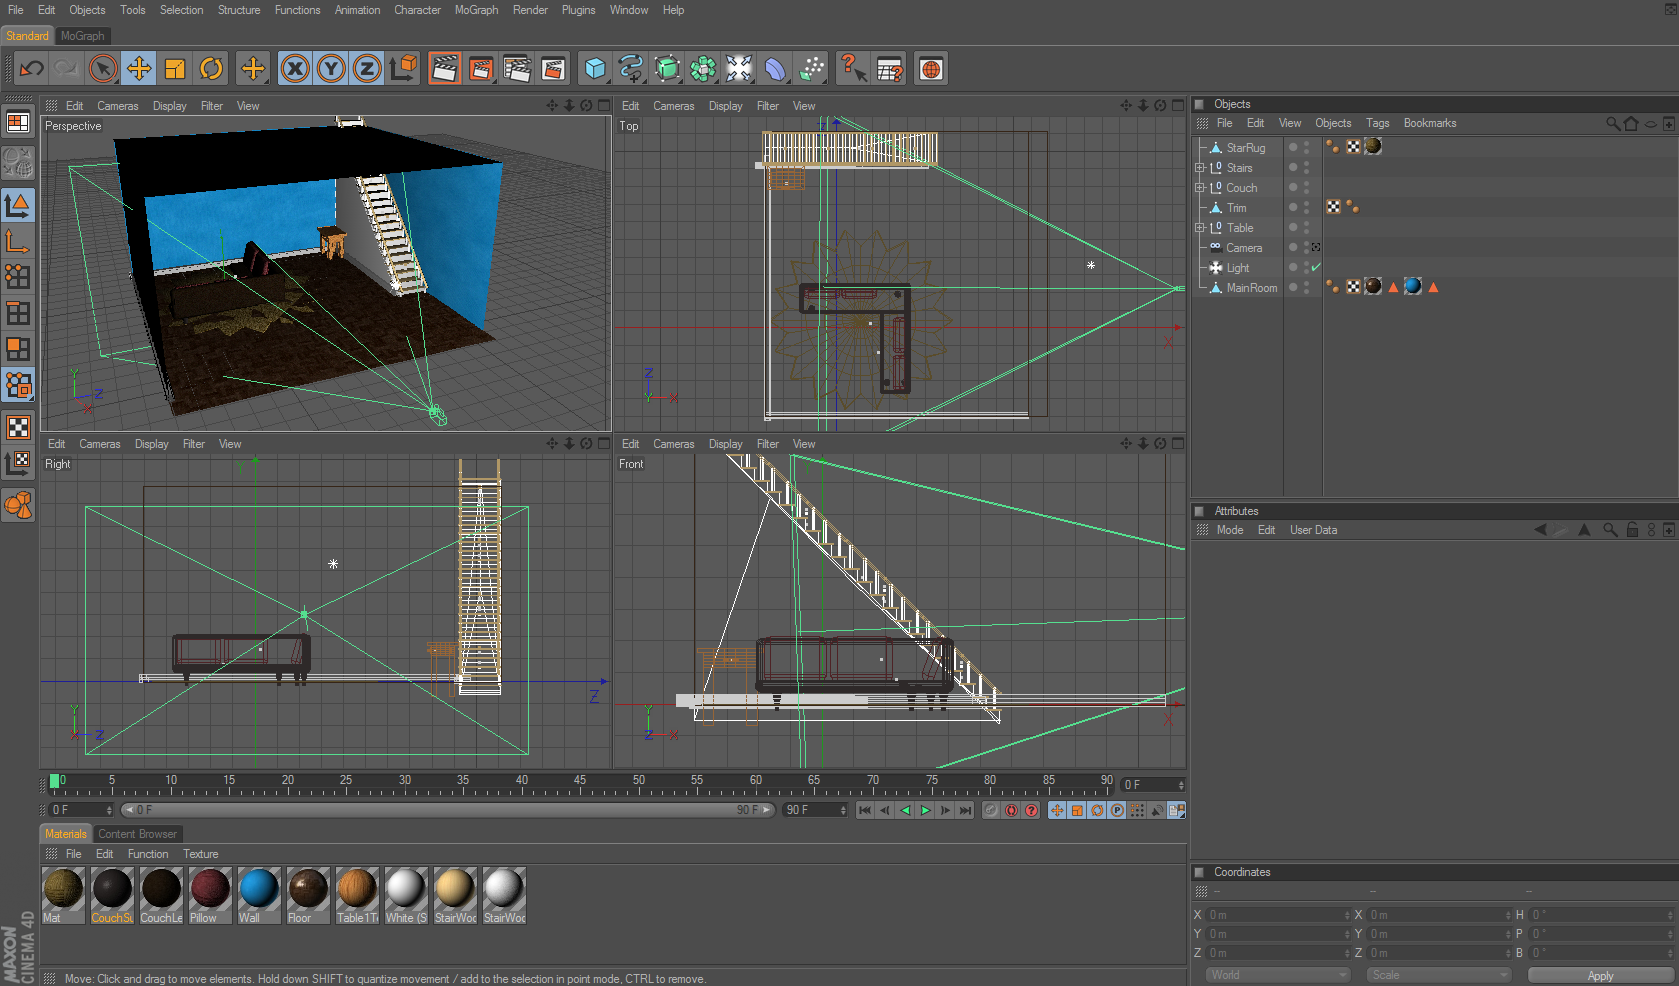 File Edit Objects Tools Selection Structure Functions Animation Character MoGraph Render Plugins Window Help
Standard MoGraph
Edit Cameras Display Filter View
Perspective
Y
Z
X
Edit Cameras Display Filter View
Top
Z
X
X
Edit Cameras Display Filter View
Right
Y
Z
Y
X Z
Edit Cameras Display Filter View
Front
Y
Z X
X
0 5 10 15 20 25 30 35 40 45 50 55 60 65 70 75 80 85 90 0 F
0 F 0 F 90 F 90 F
Materials Content Browser
File Edit Function Texture
Mat CouchSu CouchLe Pillow Wall Floor Table1Te White (S StairWoo StairWoo
MAXON
CINEMA 4D
Move: Click and drag to move elements. Hold down SHIFT to quantize movement / add to the selection in point mode, CTRL to remove.
Objects
File Edit View Objects Tags Bookmarks
StarRug
Stairs
Couch
Trim
Table
Camera
Light
MainRoom
Attributes
Mode Edit User Data
Coordinates
-- -- --
X 0 m X 0 m H 0 °
Y 0 m Y 0 m P 0 °
Z 0 m Z 0 m B 0 °
World Scale Apply